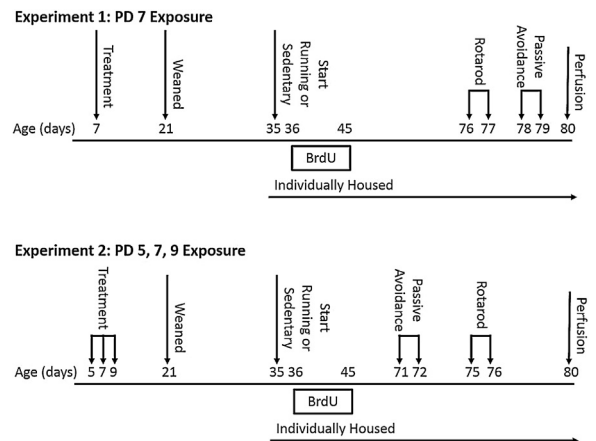 Experiment 1: PD 7 Exposure
Treatment
Weaned
Start
Running or
Sedentary
Rotarod
Passive
Avoidance
Perfusion
Age (days) 7 21 35 36 45 76 77 78 79 80
BrdU
Individually Housed
Experiment 2: PD 5, 7, 9 Exposure
Treatment
Weaned
Start
Running or
Sedentary
Passive
Avoidance
Rotarod
Perfusion
Age (days) 5 7 9 21 35 36 45 71 72 75 76 80
BrdU
Individually Housed